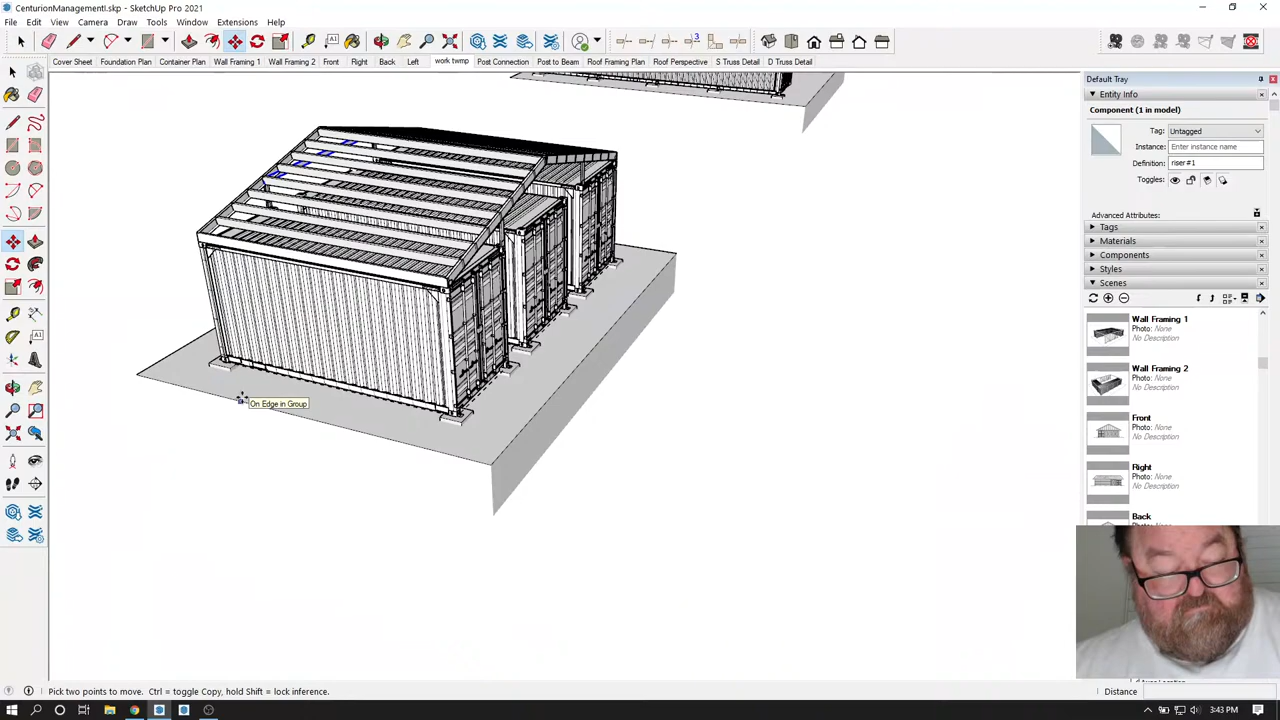 CenturionManagementI.skp - SketchUp Pro 2021
File Edit View Camera Draw Tools Window Extensions Help
3
Cover Sheet Foundation Plan Container Plan Wall Framing 1 Wall Framing 2 Front Right Back Left work twmp Post Connection Post to Beam Roof Framing Plan Roof Perspective S Truss Detail D Truss Detail
Default Tray
Entity Info
Component (1 in model)
Tag: Untagged
Instance: Enter instance name
Definition: riser#1
Toggles:
Advanced Attributes:
Tags
Materials
Components
Styles
Scenes
Wall Framing 1
Photo: None
No Description
Wall Framing 2
Photo: None
No Description
Front
Photo: None
No Description
Right
Photo: None
No Description
Back
On Edge in Group
Pick two points to move. Ctrl = toggle Copy, hold Shift = lock inference.
Distance
3:43 PM